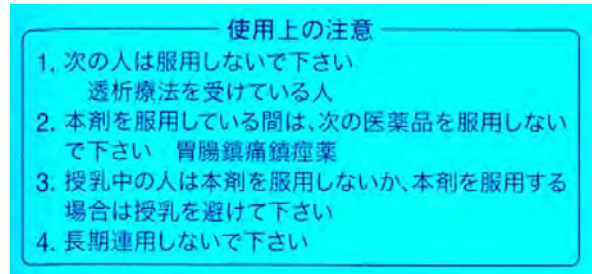 使用上の注意
1. 次の人は服用しないで下さい
透析療法を受けている人
2. 本剤を服用している間は、次の医薬品を服用しない
で下さい 胃腸鎮痛鎮痙薬
3. 授乳中の人は本剤を服用しないか、本剤を服用する
場合は授乳を避けて下さい
4. 長期連用しないで下さい